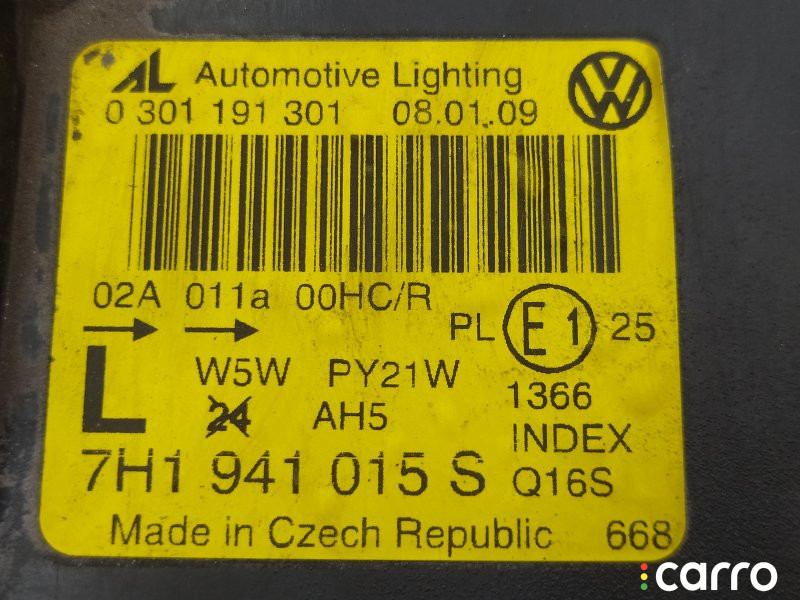 AL Automotive Lighting
0 301 191 301 08.01.09
02A 011a 00HC/R
PL E1 25
L W5W PY21W
1366
24 AH5
INDEX
7H1 941 015 S Q16S
Made in Czech Republic 668
carro